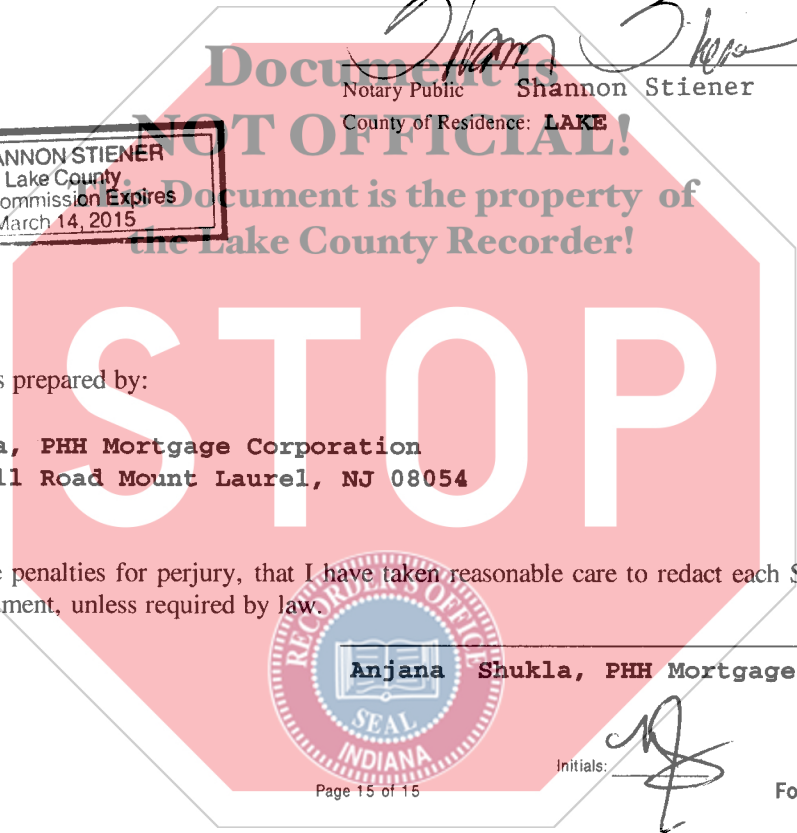 Document is
Notary Public Shannon Stiener
NOT OFFICIAL!
County of Residence: LAKE
ANNON STIENER
Lake County
ommission Expires
March 14, 2015
This Document is the property of
the Lake County Recorder!
STOP
s prepared by:
a, PHH Mortgage Corporation
ll Road Mount Laurel, NJ 08054
e penalties for perjury, that I have taken reasonable care to redact each S
ument, unless required by law.
RECORDER'S OFFICE
SEAL
INDIANA
Anjana Shukla, PHH Mortgage
Initials:
Page 15 of 15
Fo